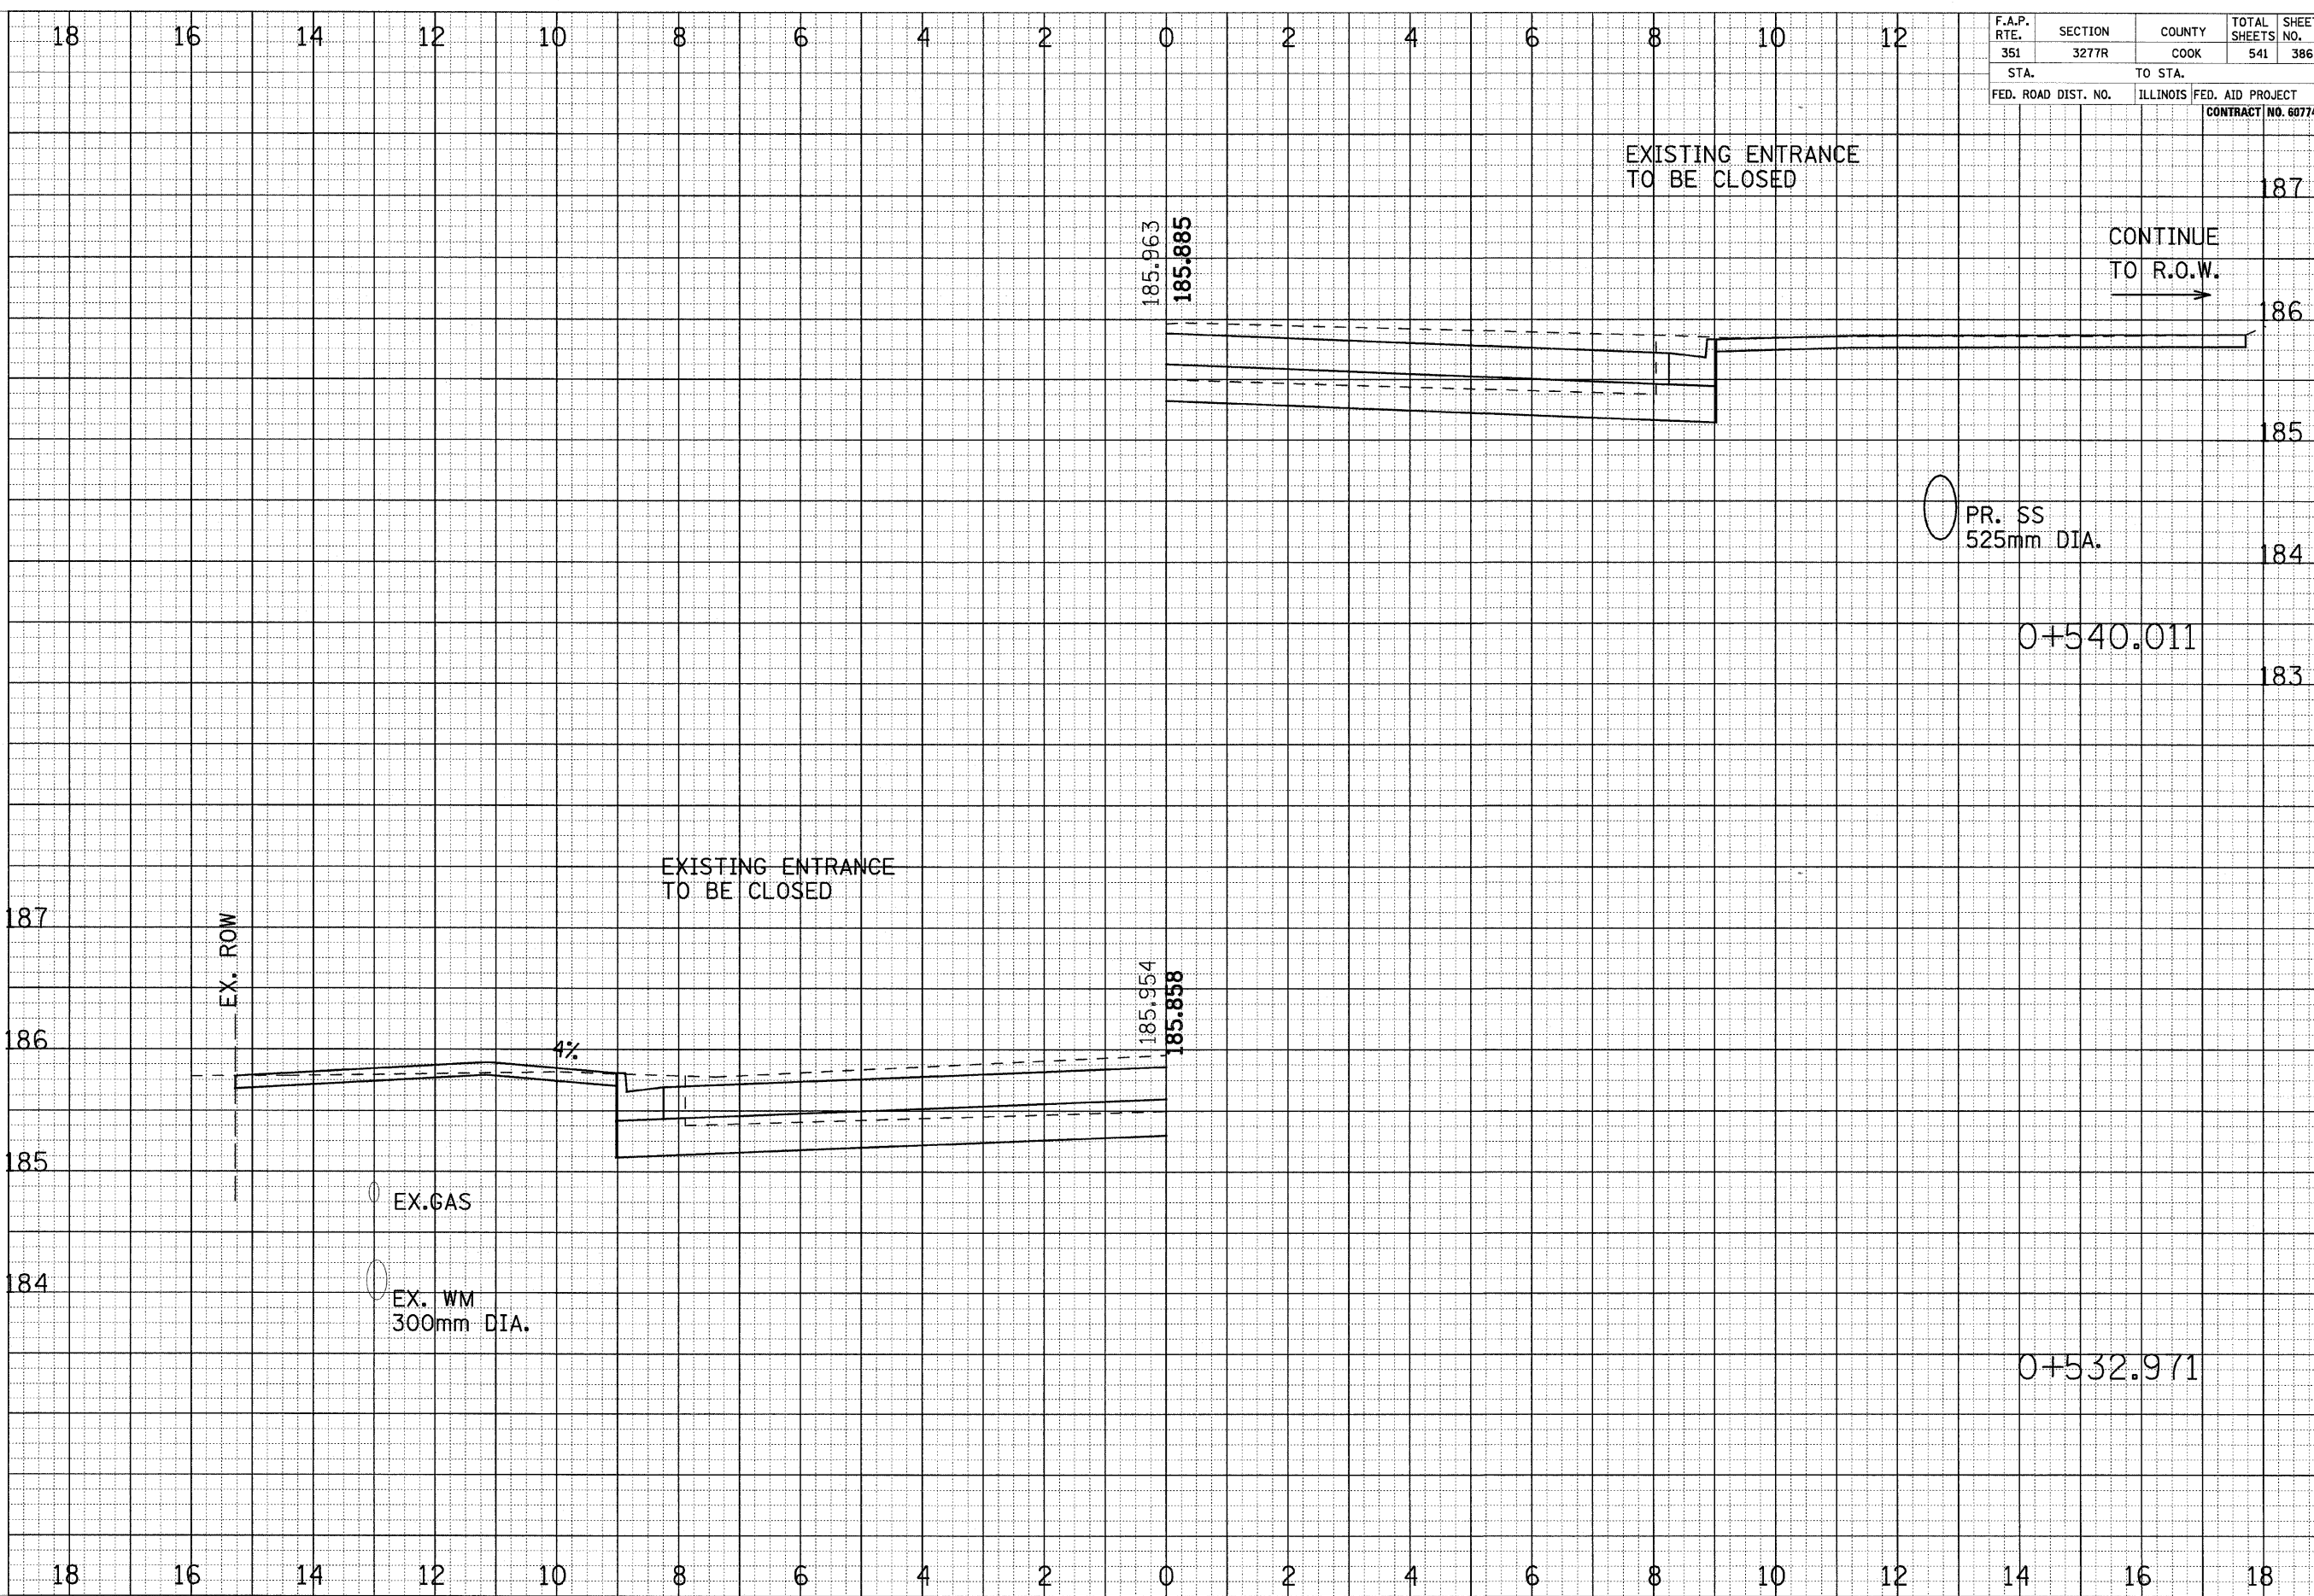 18 16 14 12 10 8 6 4 2 0 2 4 6 8 10 12
F.A.P. RTE. SECTION COUNTY TOTAL SHEETS SHEET NO.
351 3277R COOK 541 386
STA. TO STA.
FED. ROAD DIST. NO. ILLINOIS FED. AID PROJECT
CONTRACT NO. 6077
EXISTING ENTRANCE
TO BE CLOSED
187
185.963
185.885
CONTINUE
TO R.O.W.
186
185
PR. SS
525mm DIA.
184
0+540.011
183
EXISTING ENTRANCE
TO BE CLOSED
187
EX. ROW
185.954
185.858
186
4%
185
EX.GAS
184
EX. WM
300mm DIA.
0+532.971
18 16 14 12 10 8 6 4 2 0 2 4 6 8 10 12 14 16 18